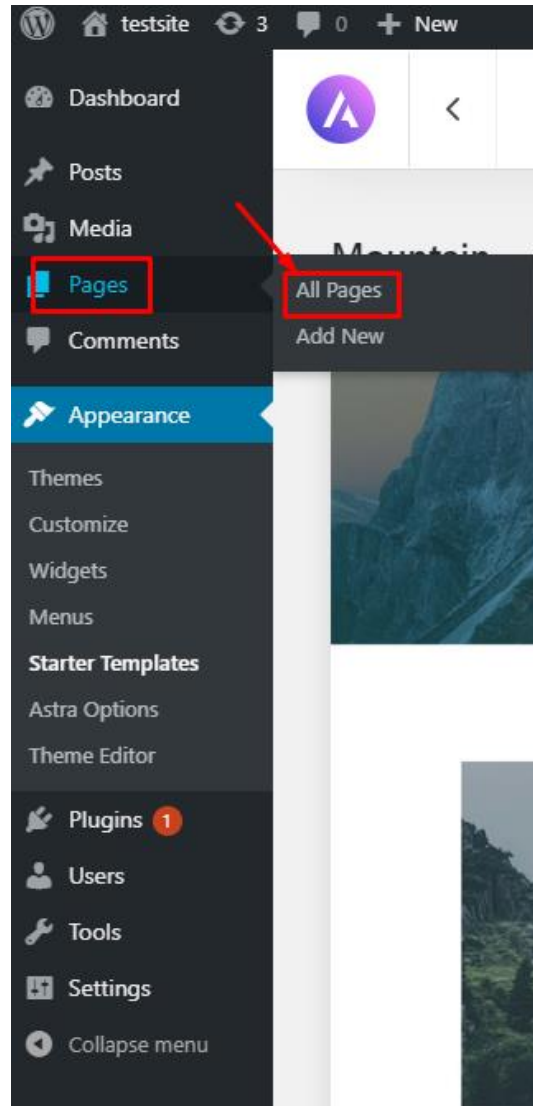 testsite 3 0 + New
Dashboard
Posts
Media
Mountain
Pages
All Pages
Comments
Add New
Appearance
Themes
Customize
Widgets
Menus
Starter Templates
Astra Options
Theme Editor
Plugins 1
Users
Tools
Settings
Collapse menu